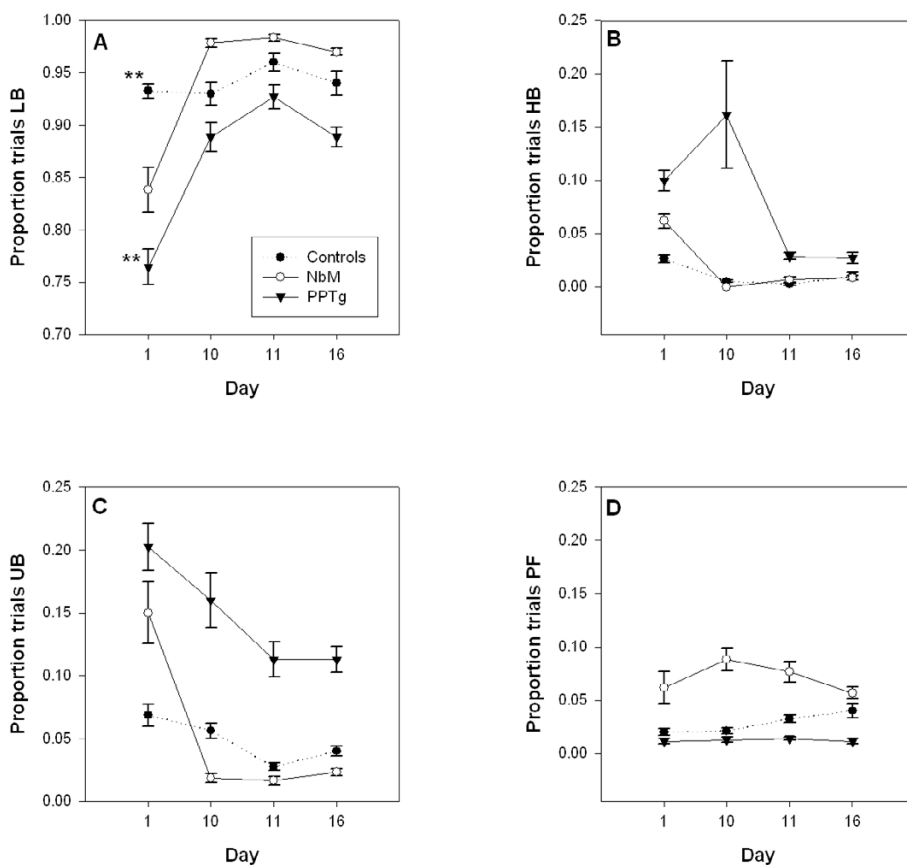 A
Proportion trials LB
1.00
0.95
0.90
0.85
0.80
0.75
0.70
**
**
Controls
NbM
PPTg
1 10 11 16
Day
B
Proportion trials HB
0.25
0.20
0.15
0.10
0.05
0.00
1 10 11 16
Day
C
Proportion trials UB
0.25
0.20
0.15
0.10
0.05
0.00
1 10 11 16
Day
D
Proportion trials PF
0.25
0.20
0.15
0.10
0.05
0.00
1 10 11 16
Day